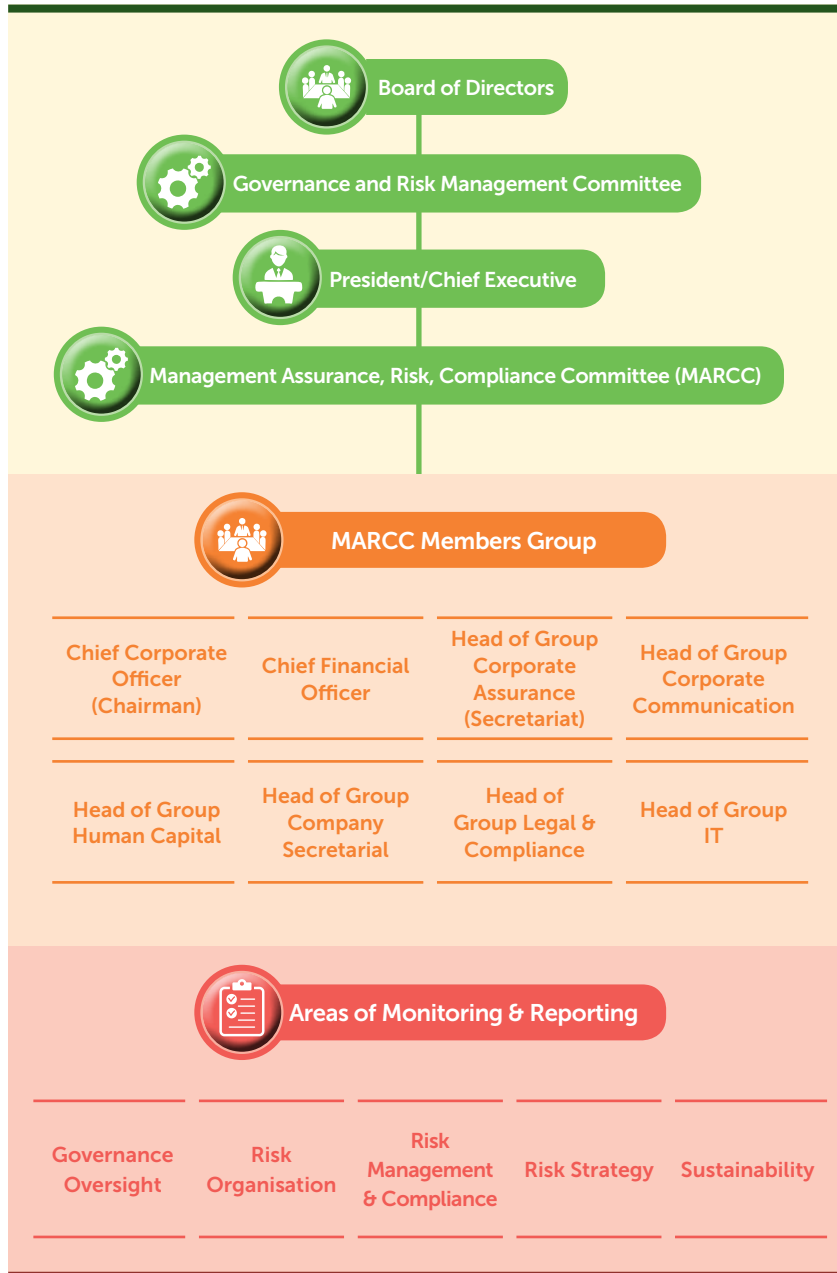 Board of Directors
Governance and Risk Management Committee
President/Chief Executive
Management Assurance, Risk, Compliance Committee (MARCC)
MARCC Members Group
Chief Corporate
Officer
(Chairman)
Chief Financial
Officer
Head of Group
Corporate
Assurance
(Secretariat)
Head of Group
Corporate
Communication
Head of Group
Human Capital
Head of Group
Company
Secretarial
Head of
Group Legal &
Compliance
Head of Group
IT
Areas of Monitoring & Reporting
Governance
Oversight
Risk
Organisation
Risk
Management
& Compliance
Risk Strategy
Sustainability